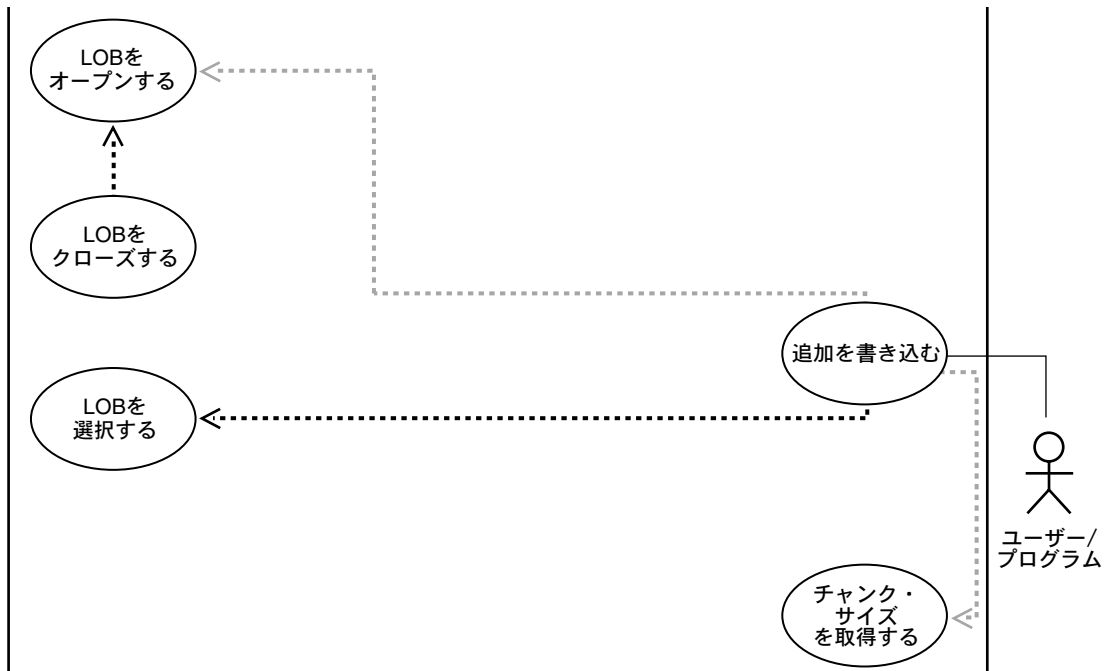 LOBを
オープンする
LOBを
クローズする
追加を書き込む
LOBを
選択する
ユーザー/
プログラム
チャンク・
サイズ
を取得する